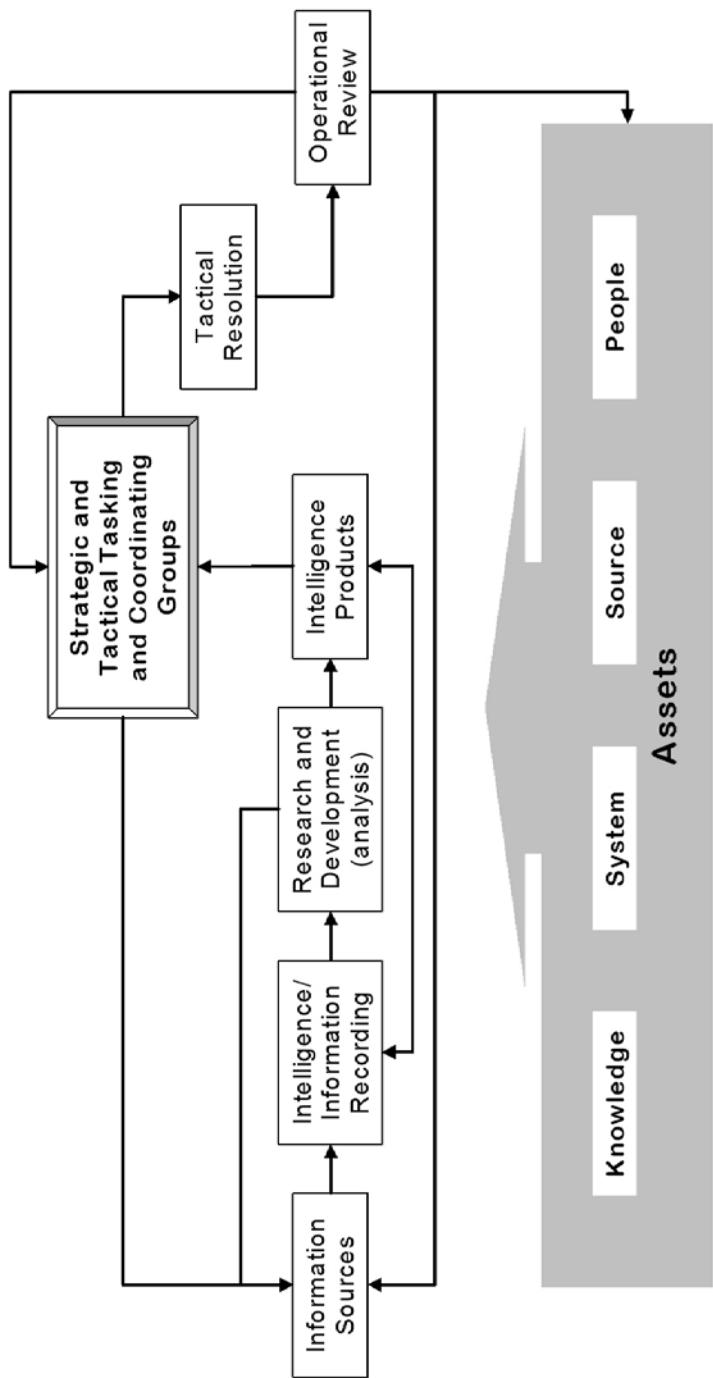 Strategic and
Tactical Tasking
and Coordinating
Groups
Tactical
Resolution
Operational
Review
Information
Sources
Intelligence/
Information
Recording
Research and
Development
(analysis)
Intelligence
Products
Knowledge
System
Source
People
Assets